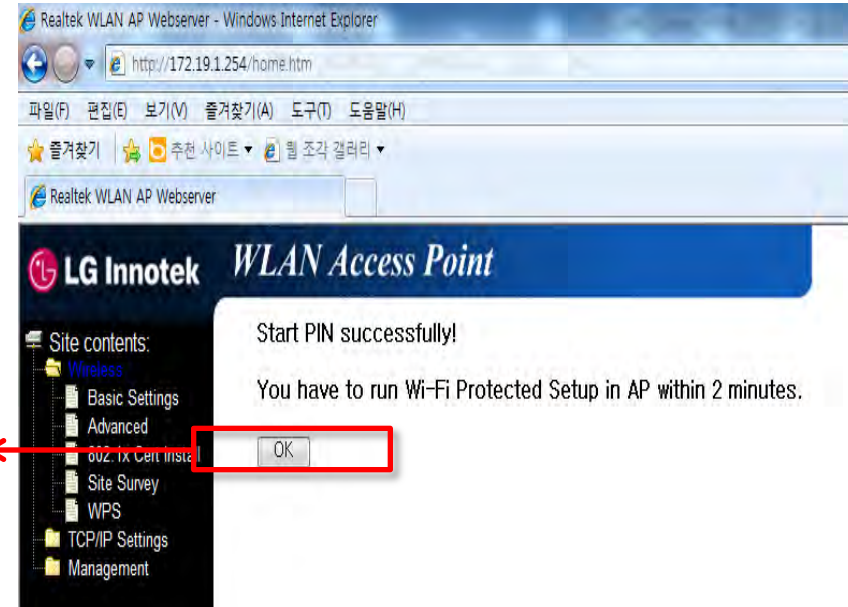 Realtek WLAN AP Webserver - Windows Internet Explorer
http://172.19.1.254/home.htm
파일(F) 편집(E) 보기(V) 즐겨찾기(A) 도구(T) 도움말(H)
즐겨찾기 추천 사이트 ▼ 웹 조각 갤러리 ▼
Realtek WLAN AP Webserver
LG Innotek
WLAN Access Point
Site contents:
Wireless
Basic Settings
Advanced
802.1x Cert Install
Site Survey
WPS
TCP/IP Settings
Management
Start PIN successfully!
You have to run Wi-Fi Protected Setup in AP within 2 minutes.
OK